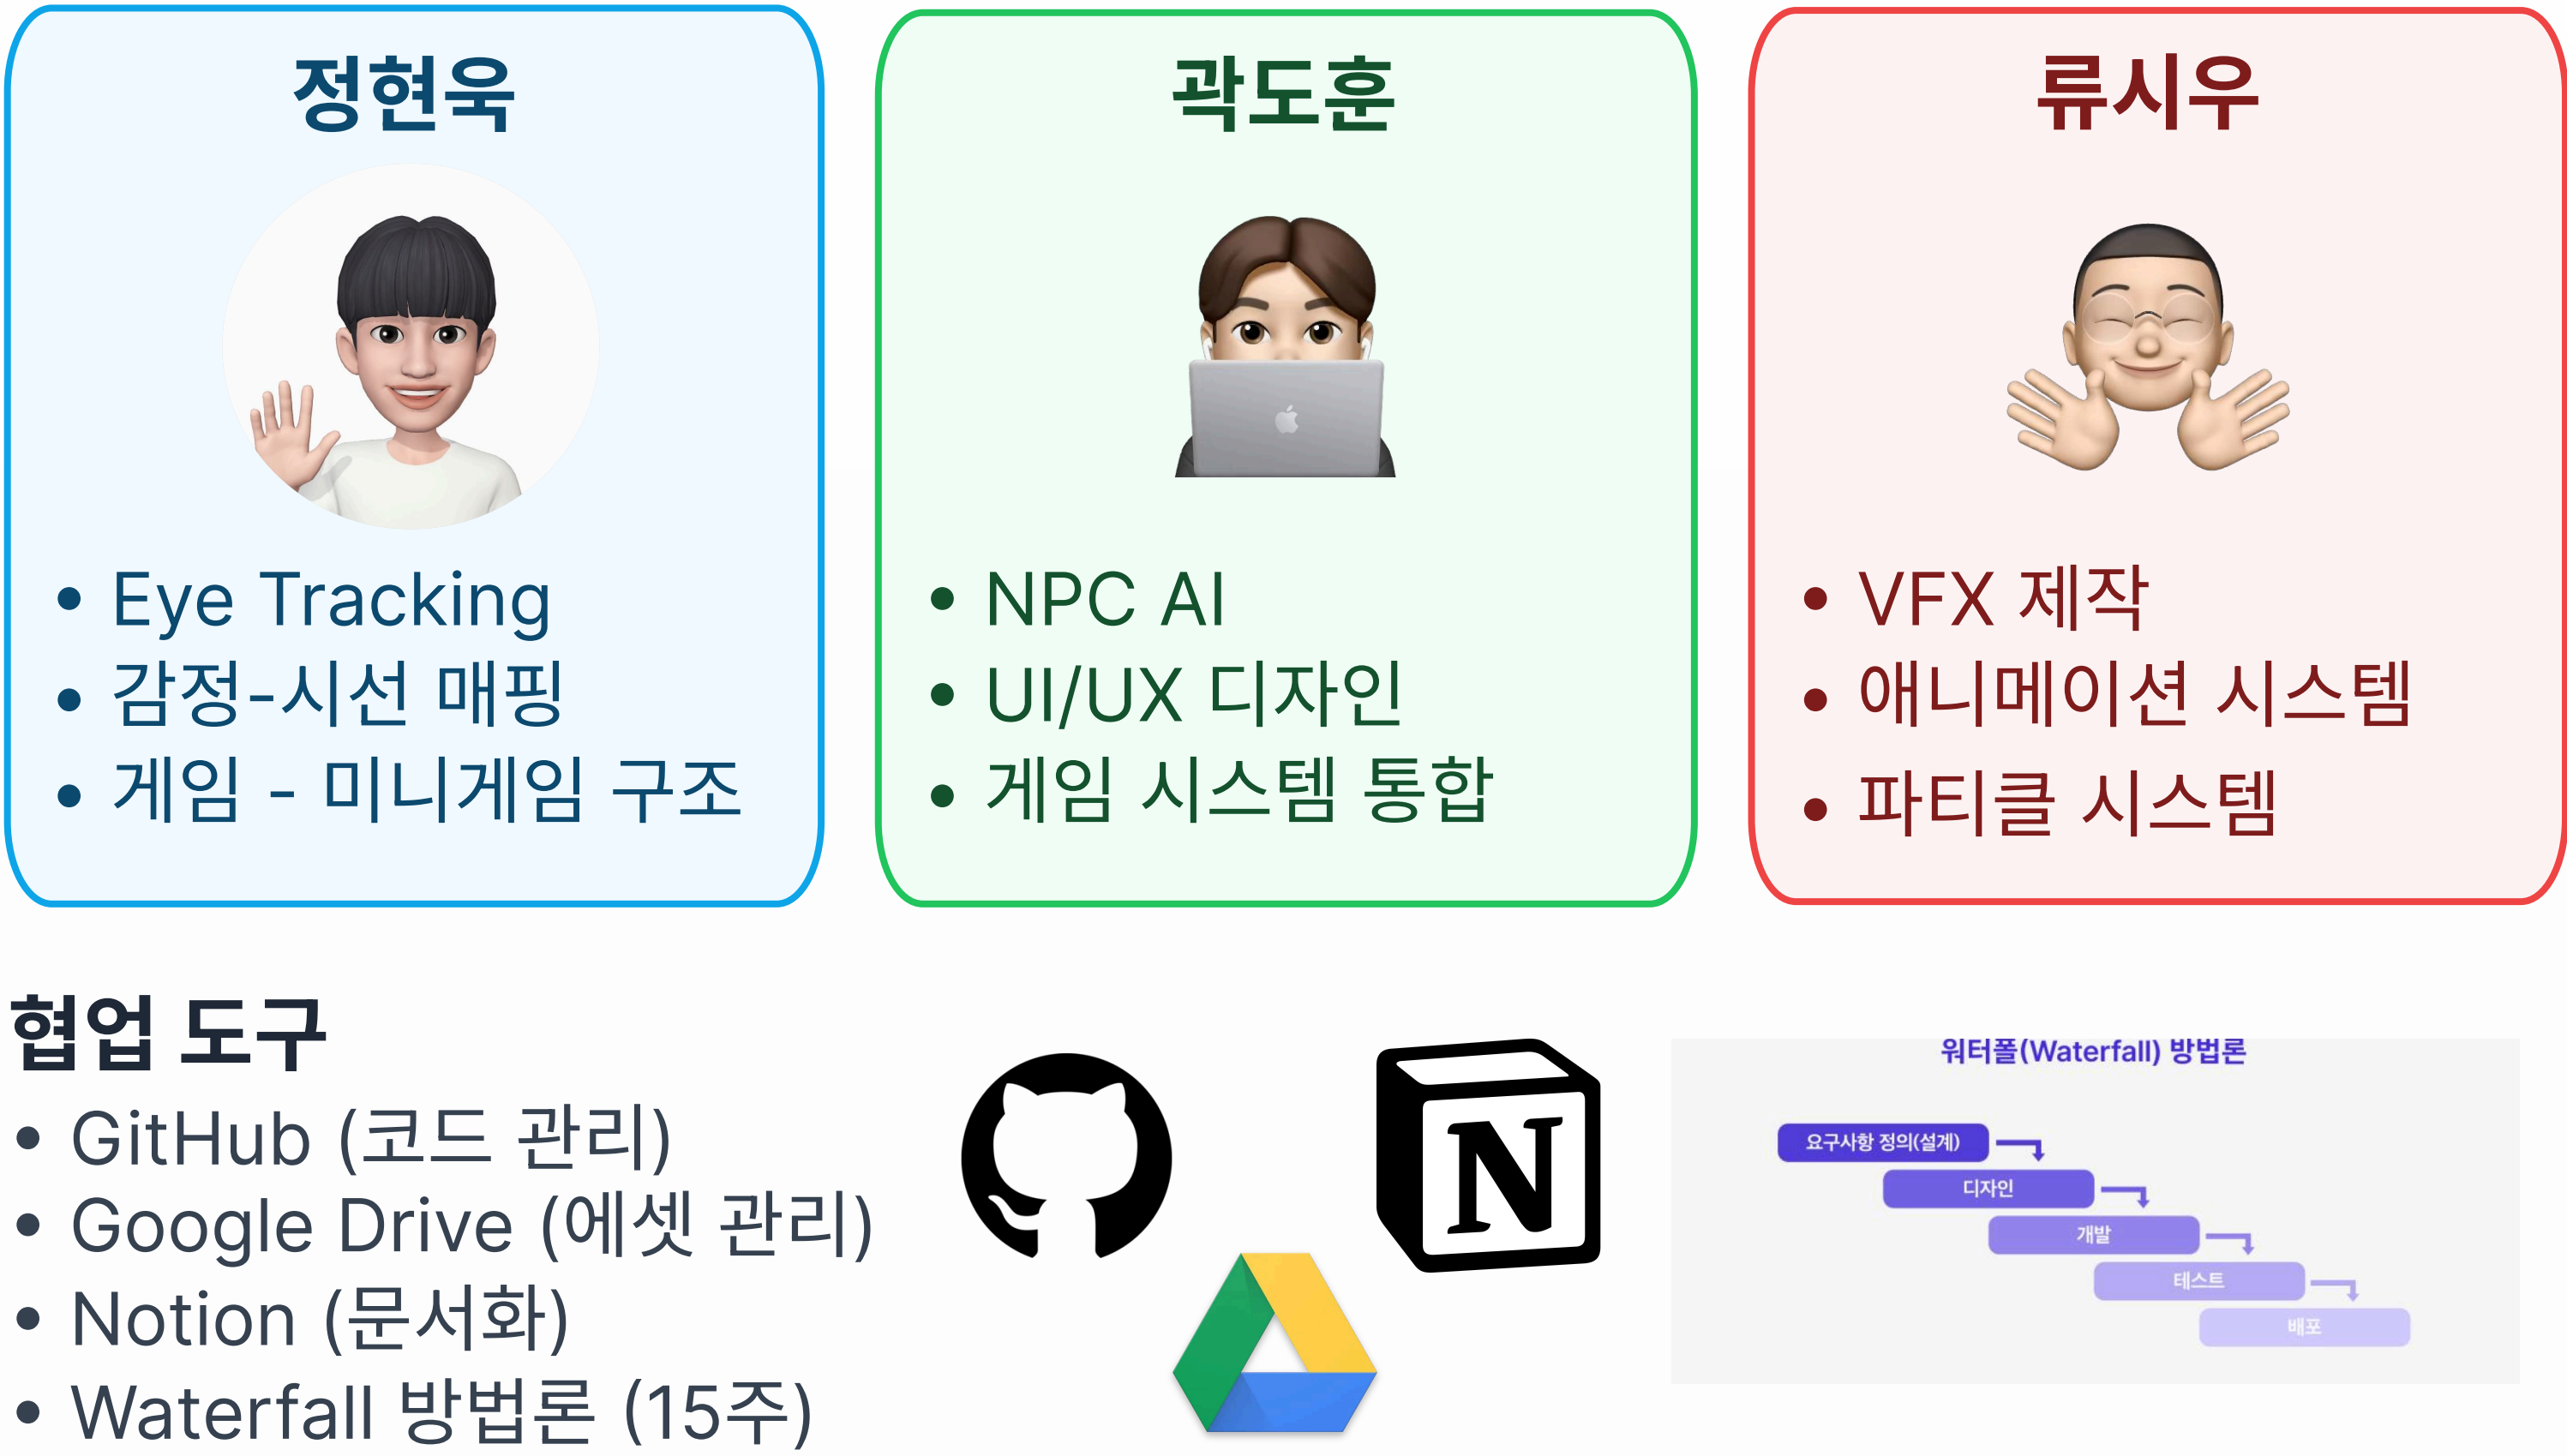 정현욱
• Eye Tracking
• 감정-시선 매핑
• 게임 - 미니게임 구조
곽도훈
• NPC AI
• UI/UX 디자인
• 게임 시스템 통합
류시우
• VFX 제작
• 애니메이션 시스템
• 파티클 시스템
협업 도구
• GitHub (코드 관리)
• Google Drive (에셋 관리)
• Notion (문서화)
• Waterfall 방법론 (15주)
N
워터폴(Waterfall) 방법론
요구사항 정의(설계)
디자인
개발
테스트
배포